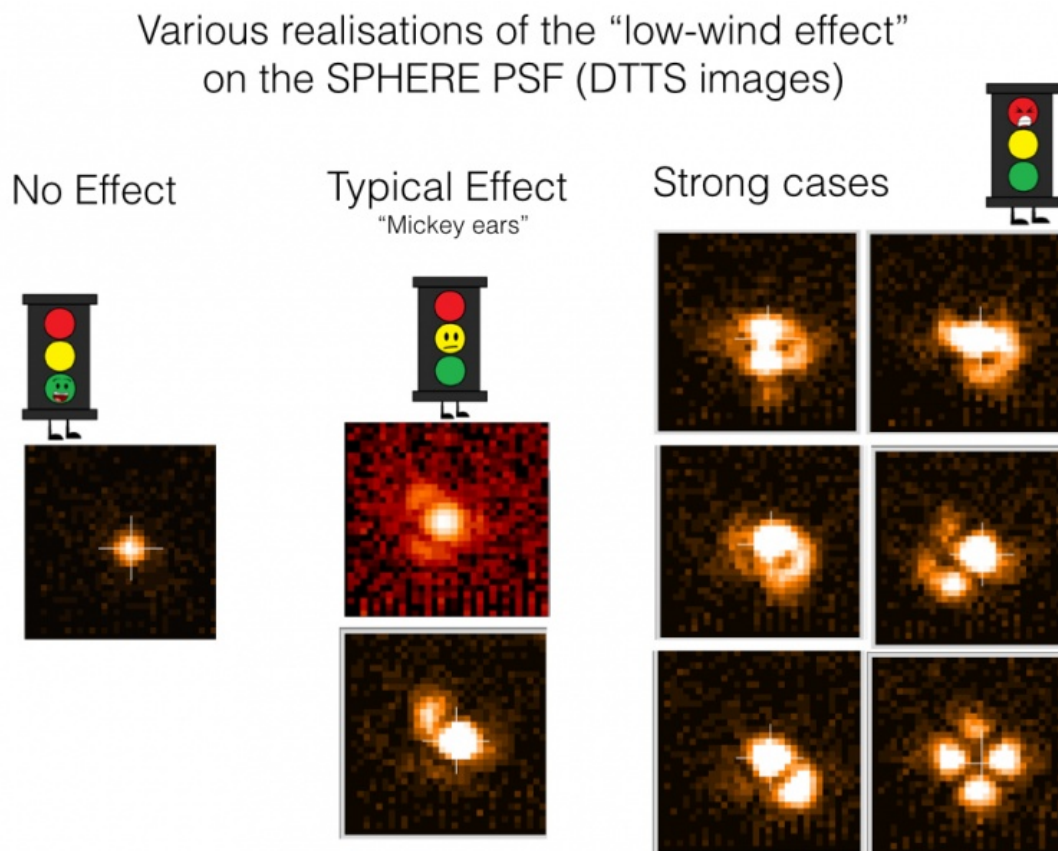 Various realisations of the “low-wind effect”
on the SPHERE PSF (DTTS images)
No Effect
Typical Effect
“Mickey ears”
Strong cases